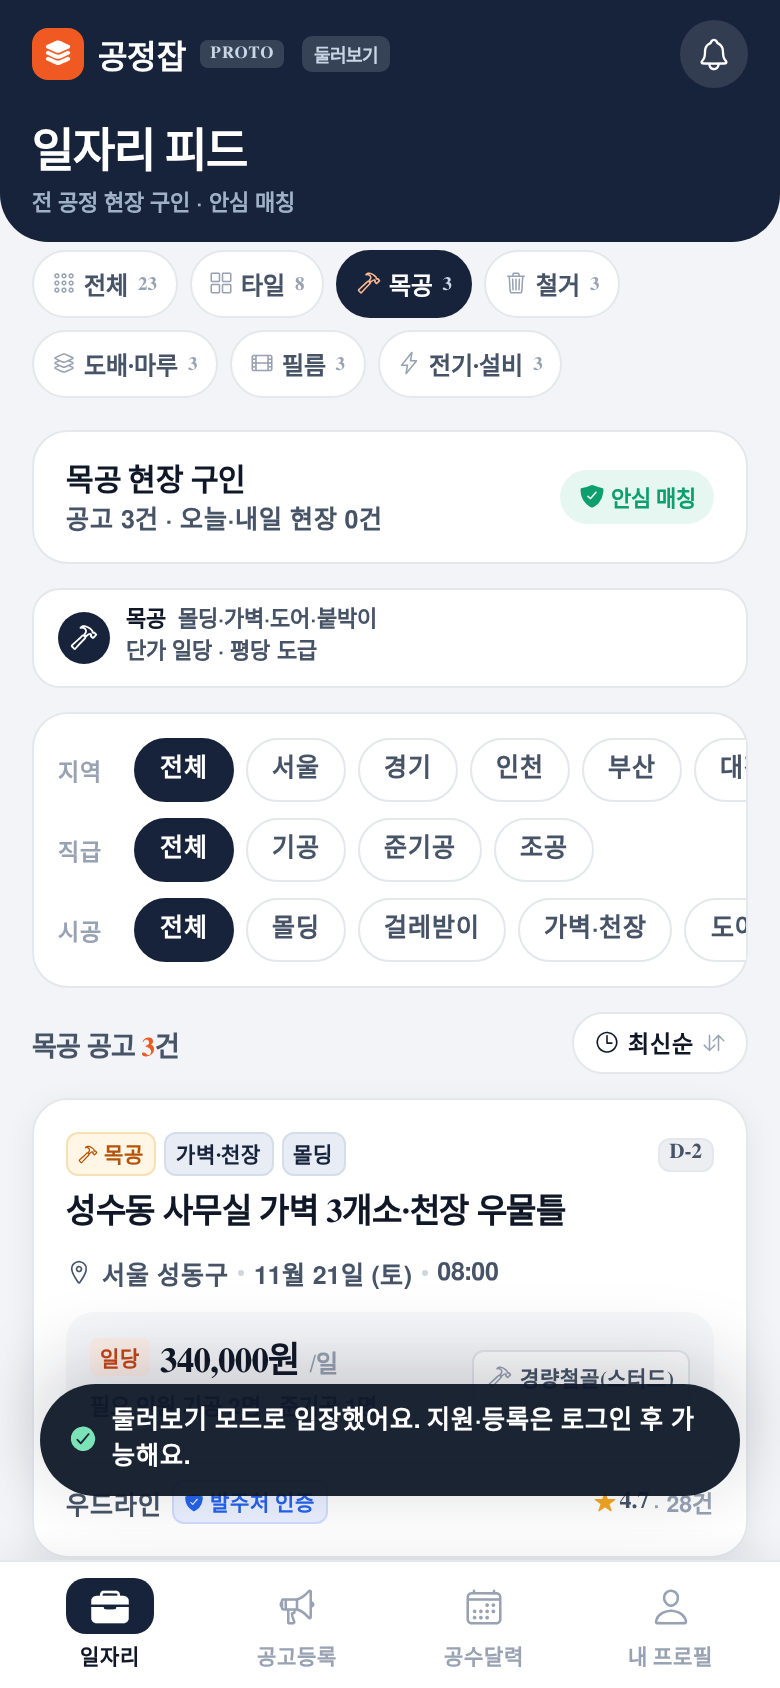 공정잡 PROTO 둘러보기
일자리 피드
전 공정 현장 구인 · 안심 매칭
전체 23 타일 8 목공 3 철거 3
도배·마루 3 필름 3 전기·설비 3
목공 현장 구인
공고 3건 · 오늘·내일 현장 0건
안심 매칭
목공 몰딩·가벽·도어·붙박이
단가 일당 · 평당 도급
지역 전체 서울 경기 인천 부산
직급 전체 기공 준기공 조공
시공 전체 몰딩 걸레받이 가벽·천장
목공 공고 3건
최신순
목공 가벽·천장 몰딩 D-2
성수동 사무실 가벽 3개소·천장 우물틀
서울 성동구 · 11월 21일 (토) · 08:00
일당 340,000원 /일
경량철골(스터드)
둘러보기 모드로 입장했어요. 지원·등록은 로그인 후 가
능해요.
우드라인 발주처 인증 4.7 · 28건
일자리 공고등록 공수달력 내 프로필